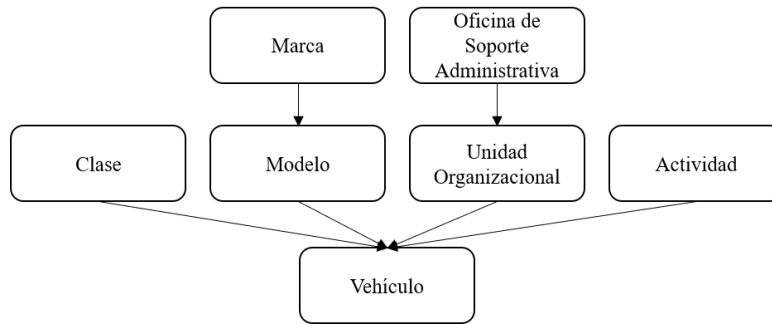 Marca
Oficina de
Soporte
Administrativa
Clase
Modelo
Unidad
Organizacional
Actividad
Vehículo